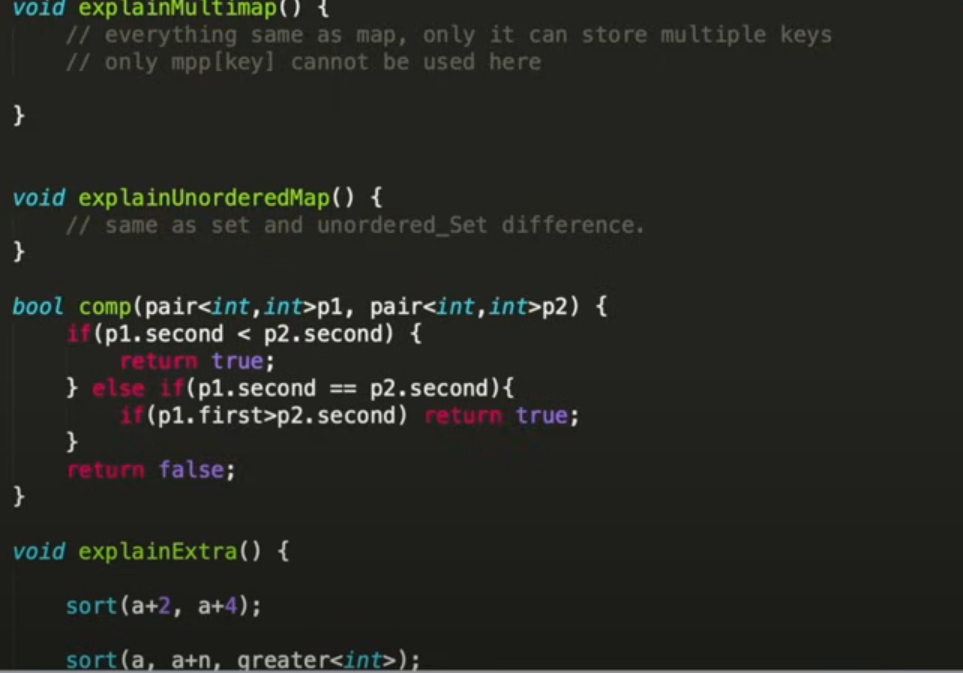 void explainMultimap() {
// everything same as map, only it can store multiple keys
// only mpp[key] cannot be used here
}
void explainUnorderedMap() {
// same as set and unordered_Set difference.
}
bool comp(pair<int,int>p1, pair<int,int>p2) {
if(p1.second < p2.second) {
return true;
} else if(p1.second == p2.second){
if(p1.first>p2.second) return true;
}
return false;
}
void explainExtra() {
sort(a+2, a+4);
sort(a, a+n, greater<int>);